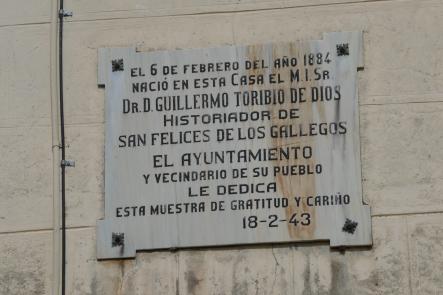 EL 6 DE FEBRERO DEL AÑO 1884
NACIÓ EN ESTA CASA EL M.I. SR.
DR. D. GUILLERMO TORIBIO DE DIOS
HISTORIADOR DE
SAN FELICES DE LOS GALLEGOS
EL AYUNTAMIENTO
Y VECINDARIO DE SU PUEBLO
LE DEDICA
ESTA MUESTRA DE GRATITUD Y CARIÑO
18-2-43